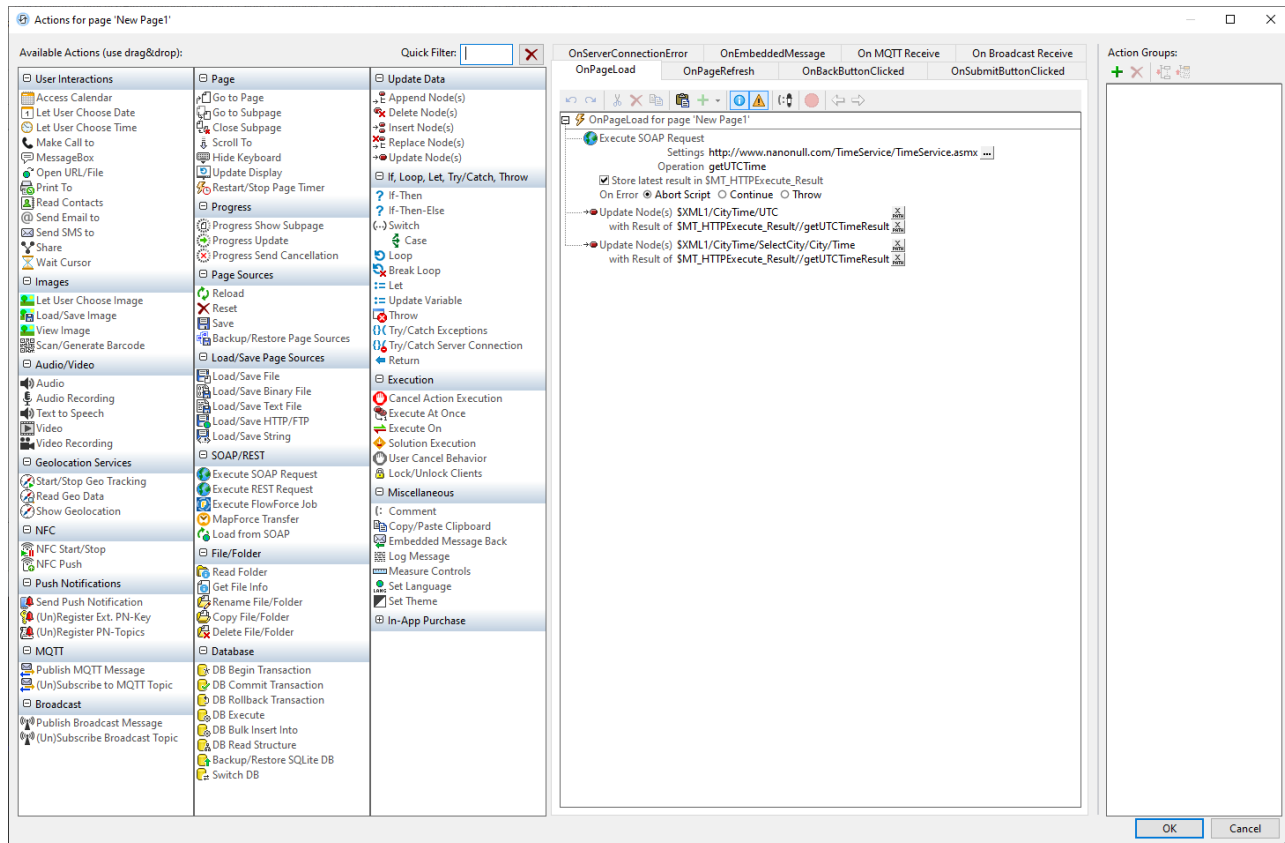 Actions for page 'New Page1'
Available Actions (use drag&drop):
Quick Filter:
User Interactions
Access Calendar
Let User Choose Date
Let User Choose Time
Make Call to
MessageBox
Open URL/File
Print To
Read Contacts
Send Email to
Send SMS to
Share
Wait Cursor
Images
Let User Choose Image
Load/Save Image
View Image
Scan/Generate Barcode
Audio/Video
Audio
Audio Recording
Text to Speech
Video
Video Recording
Geolocation Services
Start/Stop Geo Tracking
Read Geo Data
Show Geolocation
NFC
NFC Start/Stop
NFC Push
Push Notifications
Send Push Notification
(Un)Register Ext. PN-Key
(Un)Register PN-Topics
MQTT
Publish MQTT Message
(Un)Subscribe to MQTT Topic
Broadcast
Publish Broadcast Message
(Un)Subscribe Broadcast Topic
Page
Go to Page
Go to Subpage
Close Subpage
Scroll To
Hide Keyboard
Update Display
Restart/Stop Page Timer
Progress
Progress Show Subpage
Progress Update
Progress Send Cancellation
Page Sources
Reload
Reset
Save
Backup/Restore Page Sources
Load/Save Page Sources
Load/Save File
Load/Save Binary File
Load/Save Text File
Load/Save HTTP/FTP
Load/Save String
SOAP/REST
Execute SOAP Request
Execute REST Request
Execute FlowForce Job
MapForce Transfer
Load from SOAP
File/Folder
Read Folder
Get File Info
Rename File/Folder
Copy File/Folder
Delete File/Folder
Database
DB Begin Transaction
DB Commit Transaction
DB Rollback Transaction
DB Execute
DB Bulk Insert Into
DB Read Structure
Backup/Restore SQLite DB
Switch DB
Update Data
Append Node(s)
Delete Node(s)
Insert Node(s)
Replace Node(s)
Update Node(s)
If, Loop, Let, Try/Catch, Throw
If-Then
If-Then-Else
Switch
Case
Loop
Break Loop
Let
Update Variable
Throw
Try/Catch Exceptions
Try/Catch Server Connection
Return
Execution
Cancel Action Execution
Execute At Once
Execute On
Solution Execution
User Cancel Behavior
Lock/Unlock Clients
Miscellaneous
Comment
Copy/Paste Clipboard
Embedded Message Back
Log Message
Measure Controls
Set Language
Set Theme
In-App Purchase
OnServerConnectionError OnEmbeddedMessage On MQTT Receive On Broadcast Receive
OnPageLoad OnPageRefresh OnBackButtonClicked OnSubmitButtonClicked
OnPageLoad for page 'New Page1'
Execute SOAP Request
Settings http://www.nanonull.com/TimeService/TimeService.asmx ...
Operation getUTCTime
Store latest result in $MT_HTTPExecute_Result
On Error Abort Script Continue Throw
Update Node(s) $XML1/CityTime/UTC
with Result of $MT_HTTPExecute_Result//getUTCTimeResult
Update Node(s) $XML1/CityTime/SelectCity/City/Time
with Result of $MT_HTTPExecute_Result//getUTCTimeResult
Action Groups:
OK Cancel